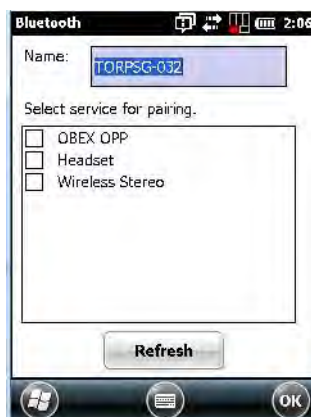 Bluetooth 2:06
Name:
TORPSG-032
Select service for pairing.
OBEX OPP
Headset
Wireless Stereo
Refresh
OK